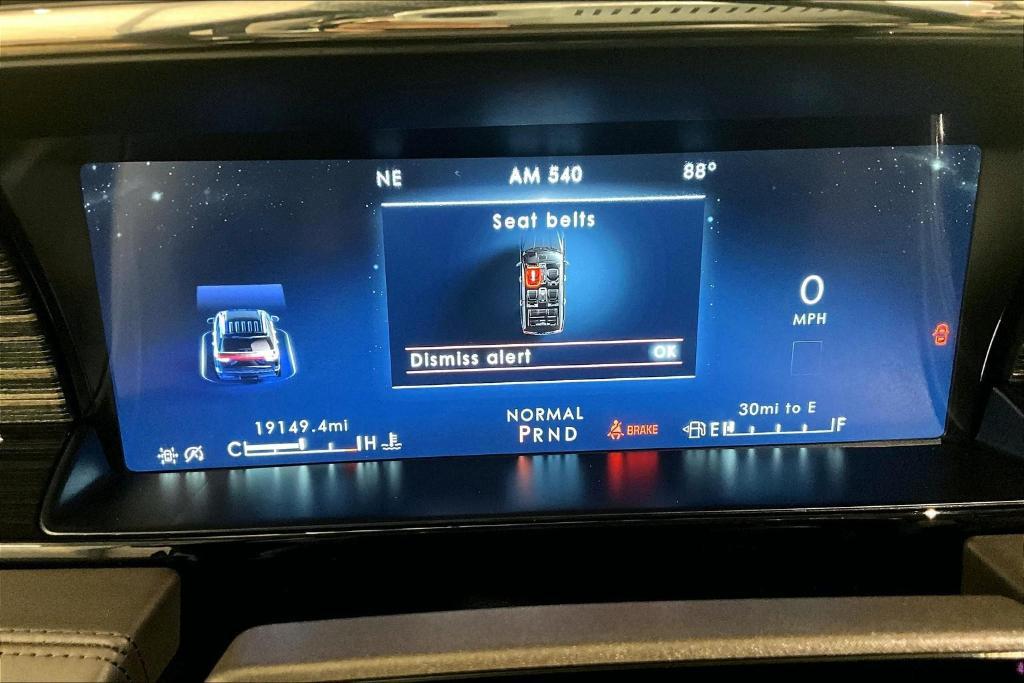 NE AM 540 88°
Seat belts
0
MPH
Dismiss alert OK
30mi to E
19149.4mi
NORMAL
PRND
BRAKE
C H
E F